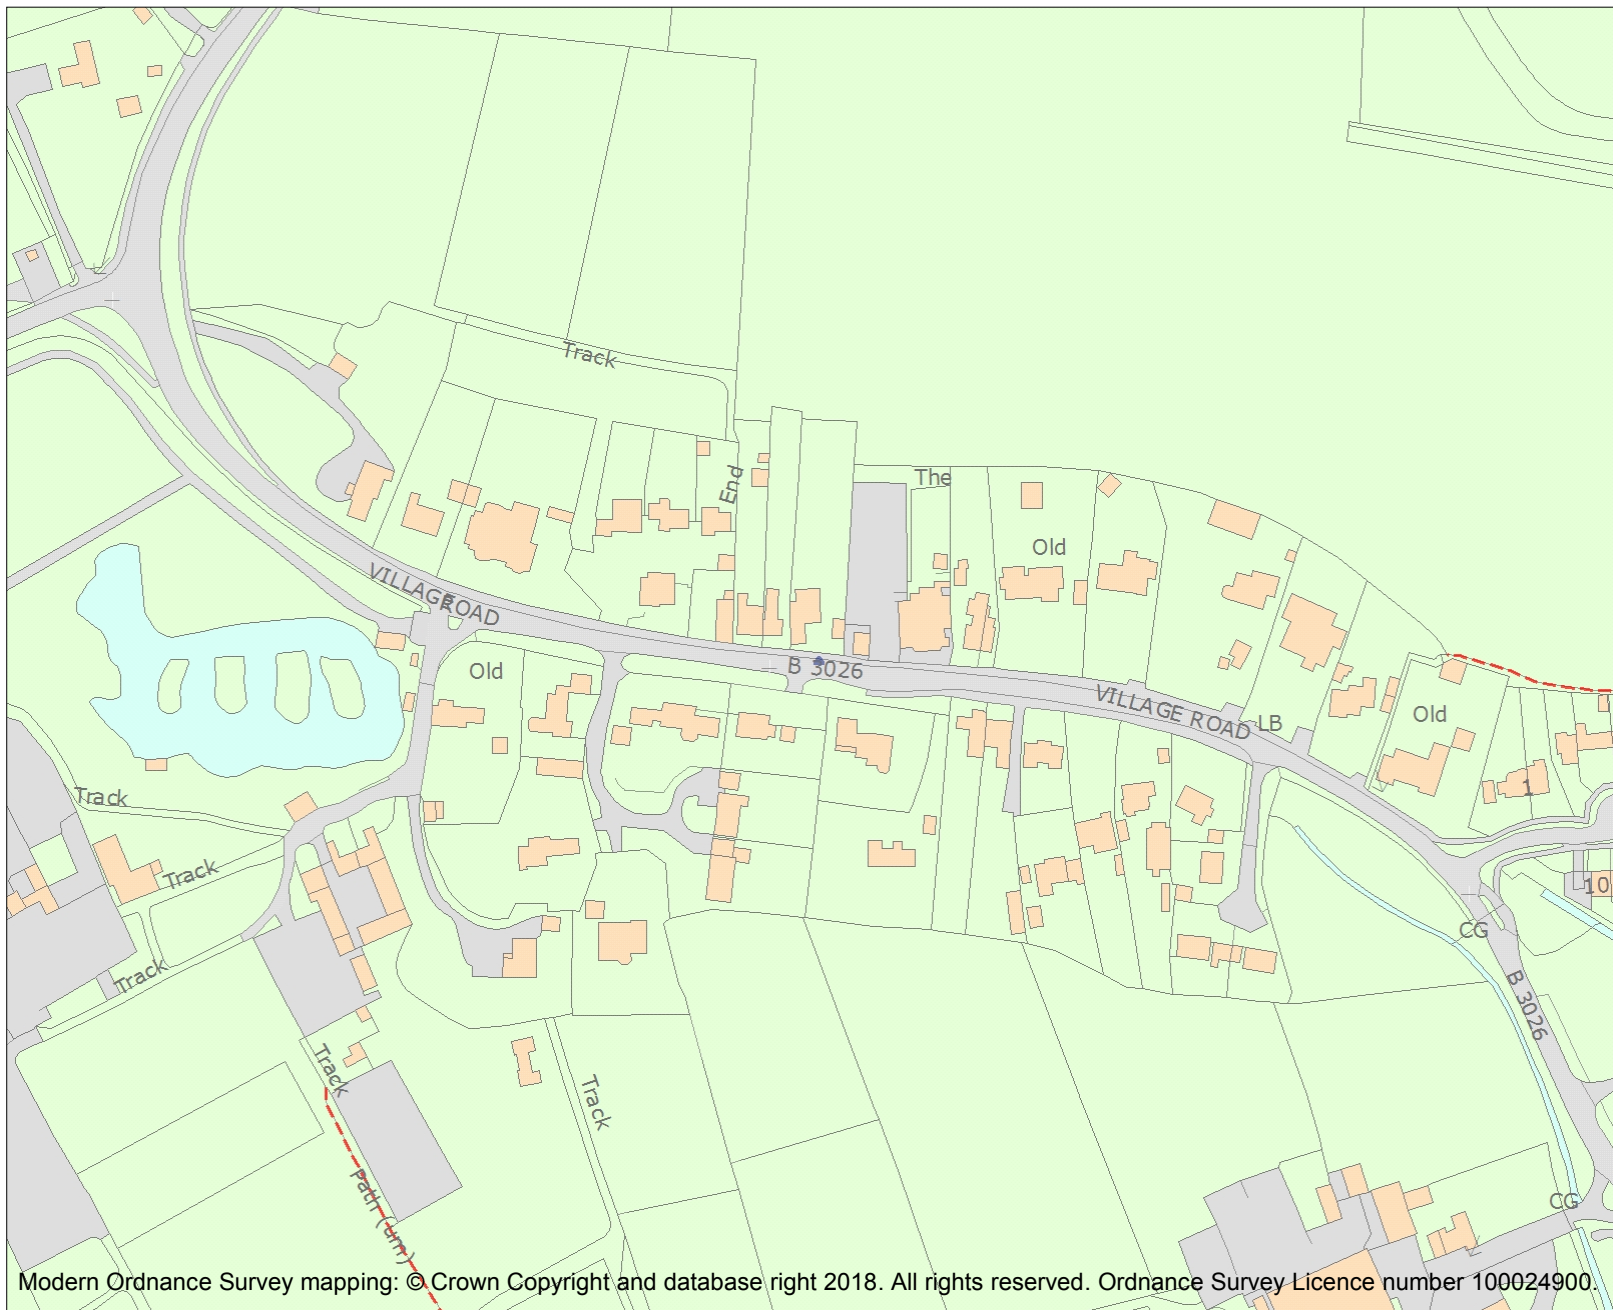 Track
End
The
Old
VILLAGE
ROAD
Old
B 3026
VILLAGE ROAD
LB
Old
1
Track
Track
10
CG
Track
B 3026
Track
Track
Path (um)
CG
Modern Ordnance Survey mapping: © Crown Copyright and database right 2018. All rights reserved. Ordnance Survey Licence number 100024900.